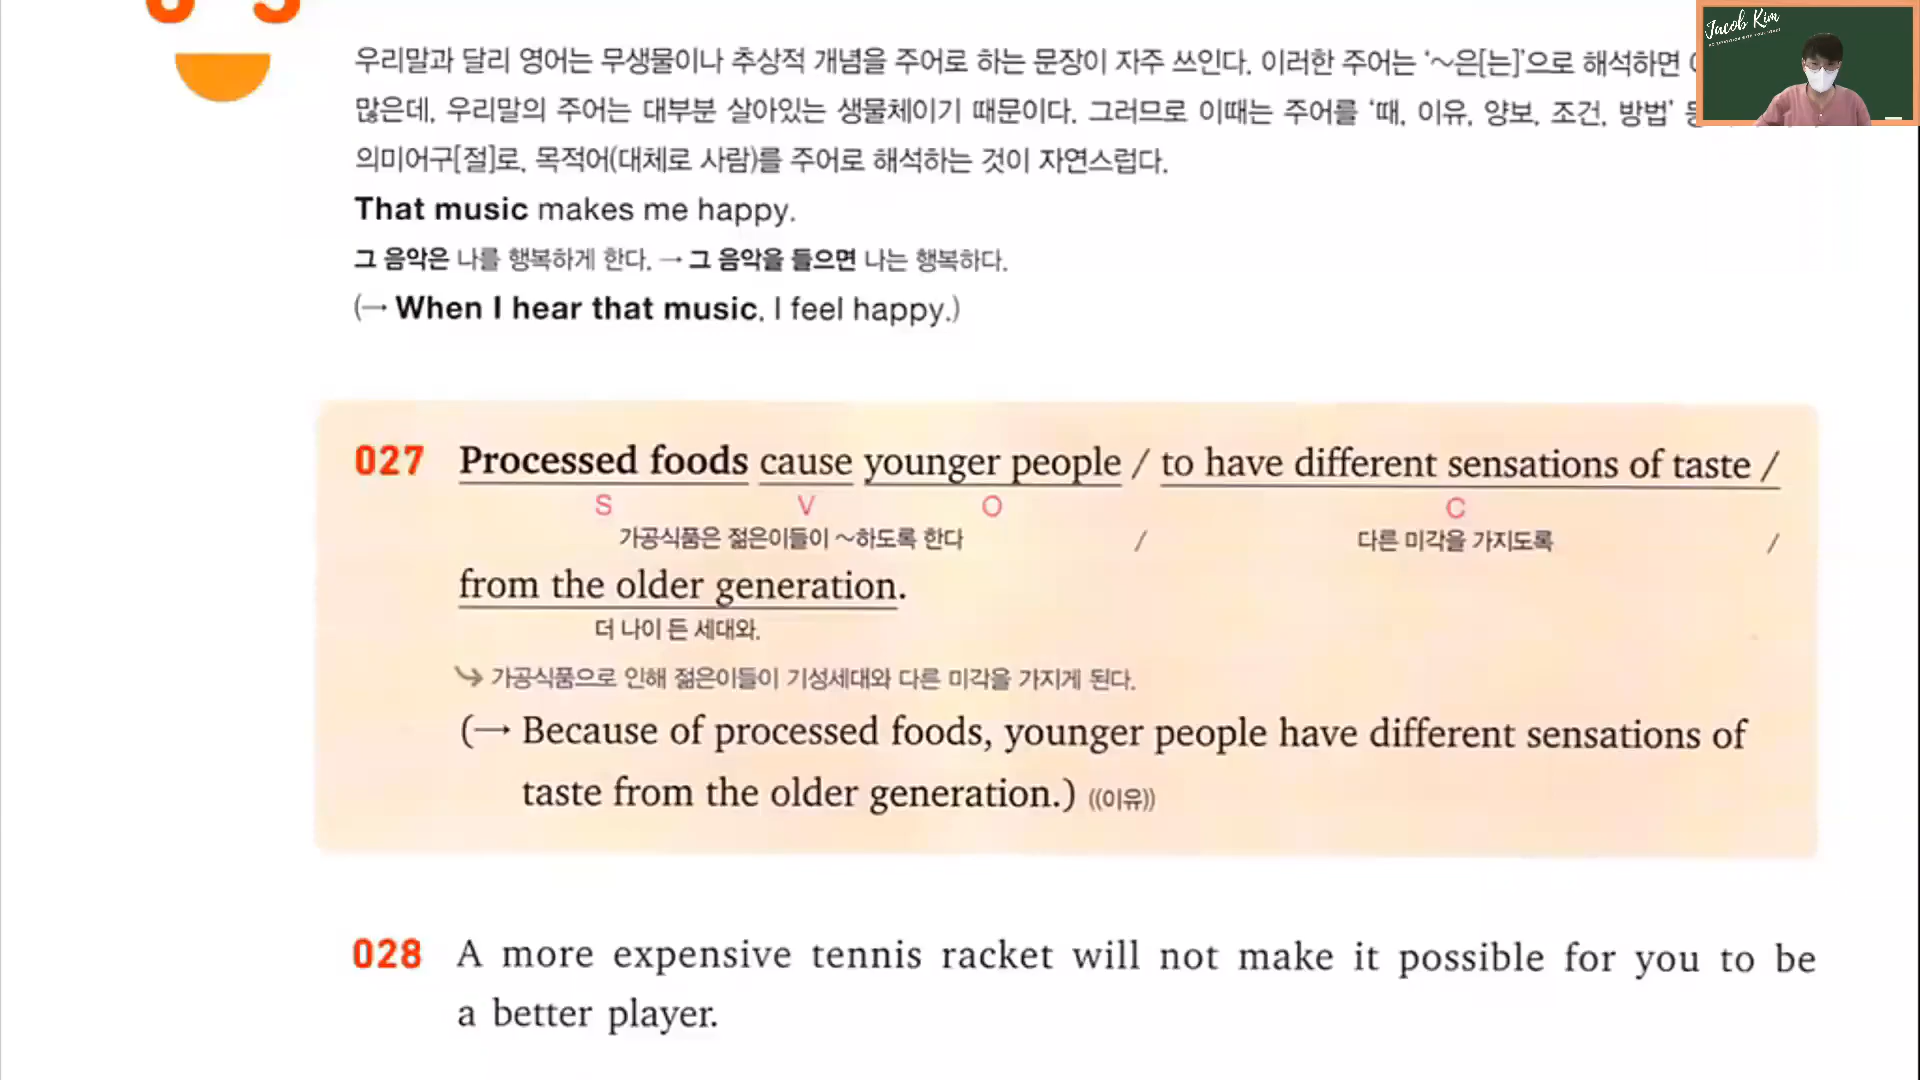 우리말과 달리 영어는 무생물이나 추상적 개념을 주어로 하는 문장이 자주 쓰인다. 이러한 주어는 ‘～은[는]’으로 해석하면
많은데, 우리말의 주어는 대부분 살아있는 생물체이기 때문이다. 그러므로 이때는 주어를 ‘때, 이유, 양보, 조건, 방법’
의미어구[절]로, 목적어(대체로 사람)를 주어로 해석하는 것이 자연스럽다.
That music makes me happy.
그 음악은 나를 행복하게 한다. → 그 음악을 들으면 나는 행복하다.
(→ When I hear that music, I feel happy.)
027 Processed foods cause younger people / to have different sensations of taste /
S V O C
가공식품은 젊은이들이 ～하도록 한다 / 다른 미각을 가지도록 /
from the older generation.
더 나이 든 세대와.
↪ 가공식품으로 인해 젊은이들이 기성세대와 다른 미각을 가지게 된다.
(→ Because of processed foods, younger people have different sensations of
taste from the older generation.) ((이유))
028 A more expensive tennis racket will not make it possible for you to be
a better player.
Jacob Kim